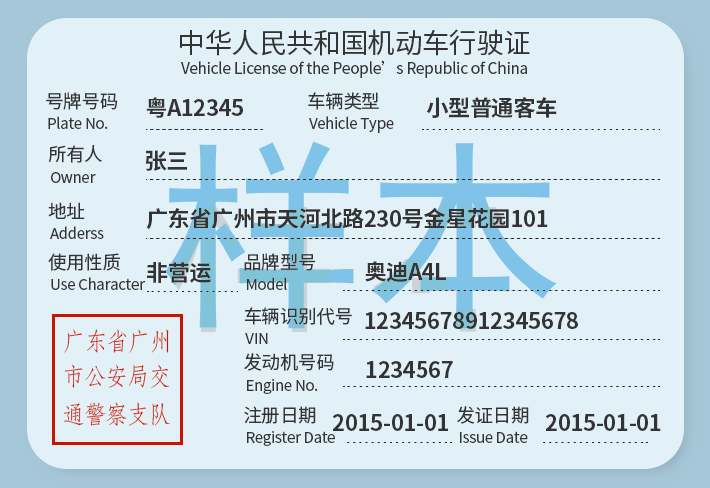 中华人民共和国机动车行驶证
Vehicle License of the People’s Republic of China
号牌号码 粤A12345 车辆类型 小型普通客车
Plate No. Vehicle Type
所有人 张三
Owner
样本
地址 广东省广州市天河北路230号金星花园101
Adderss
使用性质 非营运 品牌型号 奥迪A4L
Use Character Model
车辆识别代号 12345678912345678
VIN
发动机号码 1234567
Engine No.
注册日期 2015-01-01 发证日期 2015-01-01
Register Date Issue Date
广东省广州
市公安局交
通警察支队